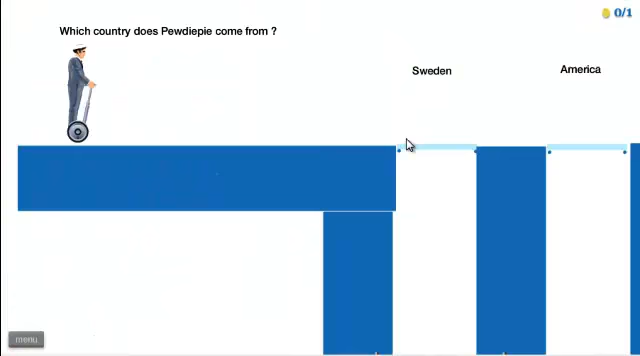 0/1
Which country does Pewdiepie come from ?
Sweden
America
menu